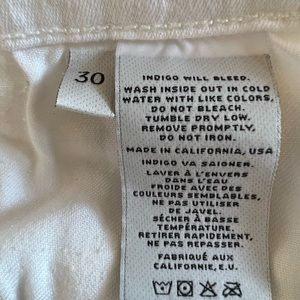 30
INDIGO WILL BLEED.
WASH INSIDE OUT IN COLD
WATER WITH LIKE COLORS.
DO NOT BLEACH.
TUMBLE DRY LOW.
REMOVE PROMPTLY,
DO NOT IRON.
MADE IN CALIFORNIA, USA
INDIGO VA SAIGNER.
LAVER À L'ENVERS
DANS L'EAU
FROIDE AVEC DES
COULEURS SEMBLABLES,
NE PAS UTILISER
DE JAVEL.
SÉCHER À BASSE
TEMPÉRATURE.
RETIRER RAPIDEMENT,
NE PAS REPASSER.
FABRIQUÉ AUX
CALIFORNIE, E.U.